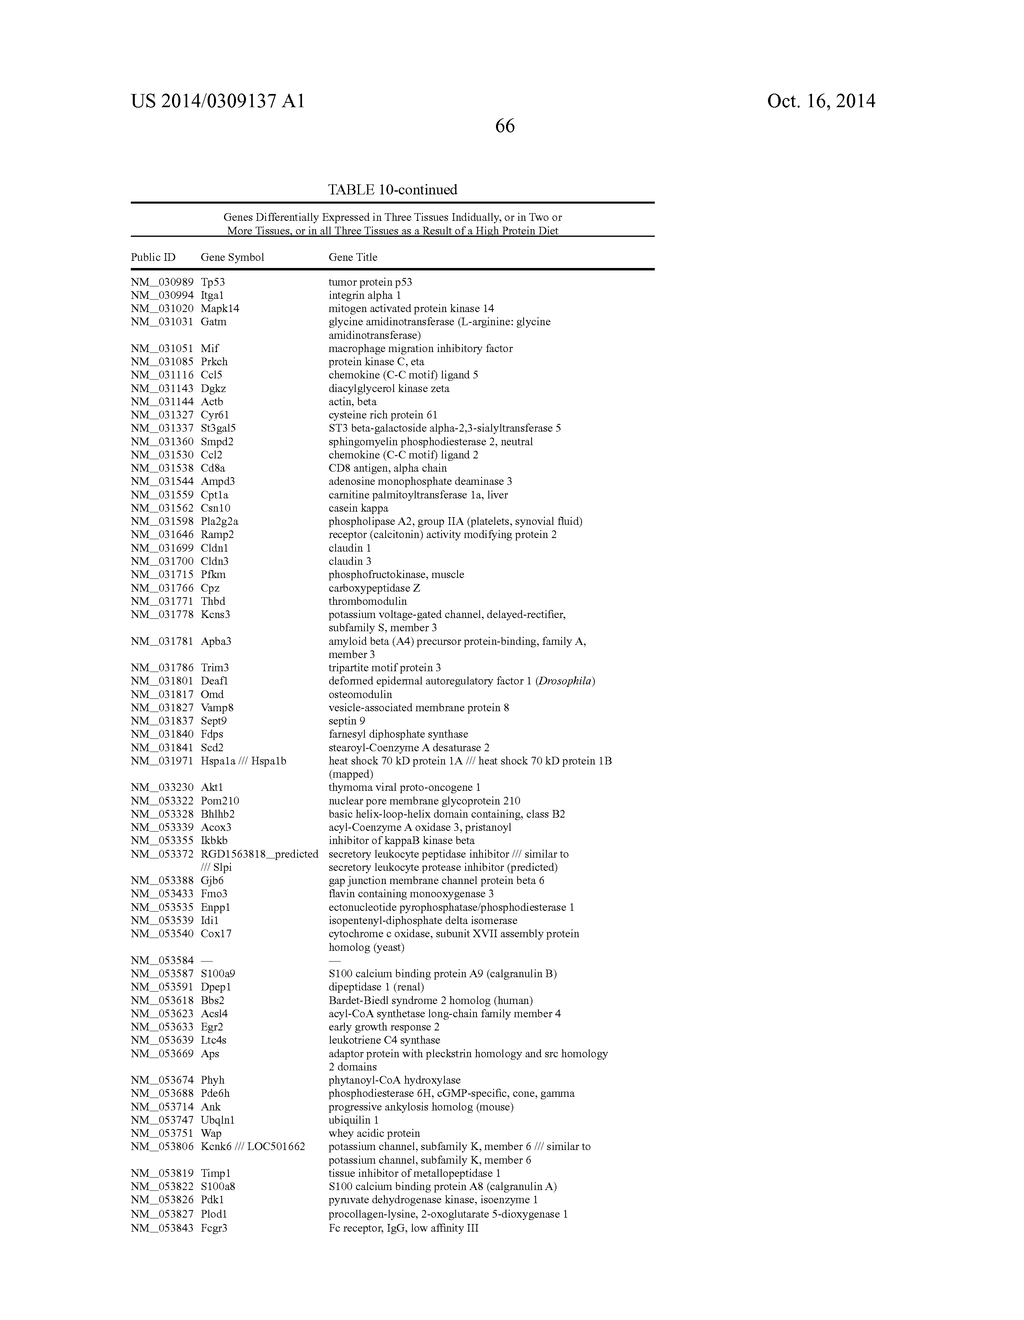 US 2014/0309137 A1 Oct. 16, 2014
66
TABLE 10-continued
Genes Differentially Expressed in Three Tissues Indidually, or in Two or
More Tissues, or in all Three Tissues as a Result of a High Protein Diet
Public ID Gene Symbol Gene Title
NM_030989 Tp53 tumor protein p53
NM_030994 Itga1 integrin alpha 1
NM_031020 Mapk14 mitogen activated protein kinase 14
NM_031031 Gatm glycine amidinotransferase (L-arginine: glycine
amidinotransferase)
NM_031051 Mif macrophage migration inhibitory factor
NM_031085 Prkch protein kinase C, eta
NM_031116 Ccl5 chemokine (C-C motif) ligand 5
NM_031143 Dgkz diacylglycerol kinase zeta
NM_031144 Actb actin, beta
NM_031327 Cyr61 cysteine rich protein 61
NM_031337 St3gal5 ST3 beta-galactoside alpha-2,3-sialyltransferase 5
NM_031360 Smpd2 sphingomyelin phosphodiesterase 2, neutral
NM_031530 Ccl2 chemokine (C-C motif) ligand 2
NM_031538 Cd8a CD8 antigen, alpha chain
NM_031544 Ampd3 adenosine monophosphate deaminase 3
NM_031559 Cpt1a carnitine palmitoyltransferase 1a, liver
NM_031562 Csn10 casein kappa
NM_031598 Pla2g2a phospholipase A2, group IIA (platelets, synovial fluid)
NM_031646 Ramp2 receptor (calcitonin) activity modifying protein 2
NM_031699 Cldn1 claudin 1
NM_031700 Cldn3 claudin 3
NM_031715 Pfkm phosphofructokinase, muscle
NM_031766 Cpz carboxypeptidase Z
NM_031771 Thbd thrombomodulin
NM_031778 Kcns3 potassium voltage-gated channel, delayed-rectifier,
subfamily S, member 3
NM_031781 Apba3 amyloid beta (A4) precursor protein-binding, family A,
member 3
NM_031786 Trim3 tripartite motif protein 3
NM_031801 Deaf1 deformed epidermal autoregulatory factor 1 (Drosophila)
NM_031817 Omd osteomodulin
NM_031827 Vamp8 vesicle-associated membrane protein 8
NM_031837 Sept9 septin 9
NM_031840 Fdps farnesyl diphosphate synthase
NM_031841 Scd2 stearoyl-Coenzyme A desaturase 2
NM_031971 Hspa1a /// Hspa1b heat shock 70 kD protein 1A /// heat shock 70 kD protein 1B
(mapped)
NM_033230 Akt1 thymoma viral proto-oncogene 1
NM_053322 Pom210 nuclear pore membrane glycoprotein 210
NM_053328 Bhlhb2 basic helix-loop-helix domain containing, class B2
NM_053339 Acox3 acyl-Coenzyme A oxidase 3, pristanoyl
NM_053355 Ikbkb inhibitor of kappaB kinase beta
NM_053372 RGD1563818_predicted secretory leukocyte peptidase inhibitor /// similar to
/// Slpi secretory leukocyte protease inhibitor (predicted)
NM_053388 Gjb6 gap junction membrane channel protein beta 6
NM_053433 Fmo3 flavin containing monooxygenase 3
NM_053535 Enpp1 ectonucleotide pyrophosphatase/phosphodiesterase 1
NM_053539 Idi1 isopentenyl-diphosphate delta isomerase
NM_053540 Cox17 cytochrome c oxidase, subunit XVII assembly protein
homolog (yeast)
NM_053584 — —
NM_053587 S100a9 S100 calcium binding protein A9 (calgranulin B)
NM_053591 Dpep1 dipeptidase 1 (renal)
NM_053618 Bbs2 Bardet-Biedl syndrome 2 homolog (human)
NM_053623 Acsl4 acyl-CoA synthetase long-chain family member 4
NM_053633 Egr2 early growth response 2
NM_053639 Ltc4s leukotriene C4 synthase
NM_053669 Aps adaptor protein with pleckstrin homology and src homology
2 domains
NM_053674 Phyh phytanoyl-CoA hydroxylase
NM_053688 Pde6h phosphodiesterase 6H, cGMP-specific, cone, gamma
NM_053714 Ank progressive ankylosis homolog (mouse)
NM_053747 Ubqln1 ubiquilin 1
NM_053751 Wap whey acidic protein
NM_053806 Kcnk6 /// LOC501662 potassium channel, subfamily K, member 6 /// similar to
potassium channel, subfamily K, member 6
NM_053819 Timp1 tissue inhibitor of metallopeptidase 1
NM_053822 S100a8 S100 calcium binding protein A8 (calgranulin A)
NM_053826 Pdk1 pyruvate dehydrogenase kinase, isoenzyme 1
NM_053827 Plod1 procollagen-lysine, 2-oxoglutarate 5-dioxygenase 1
NM_053843 Fcgr3 Fc receptor, IgG, low affinity III